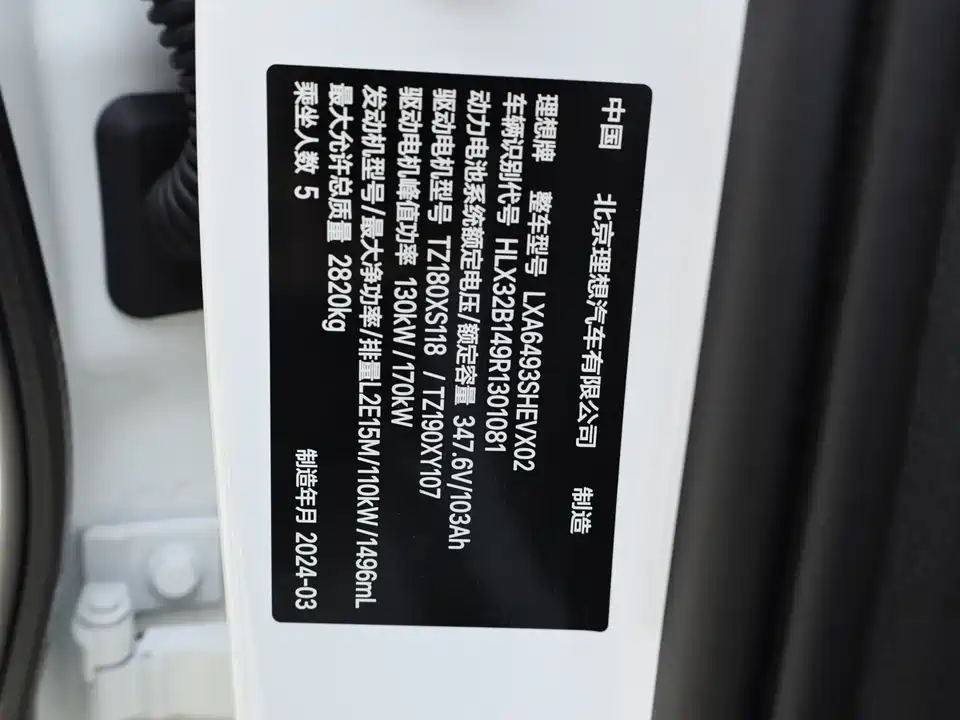 中国 北京理想汽车有限公司 制造
理想牌 整车型号 LXA6493SHEVX02
车辆识别代号 HLX32B149R1301081
动力电池系统额定电压/额定容量 347.6V/103Ah
驱动电机型号 TZ180XS118 / TZ190XY107
驱动电机峰值功率 130kW/170kW
发动机型号/最大净功率/排量L2E15M/110kW/1496mL
最大允许总质量 2820kg
乘坐人数 5 制造年月 2024-03